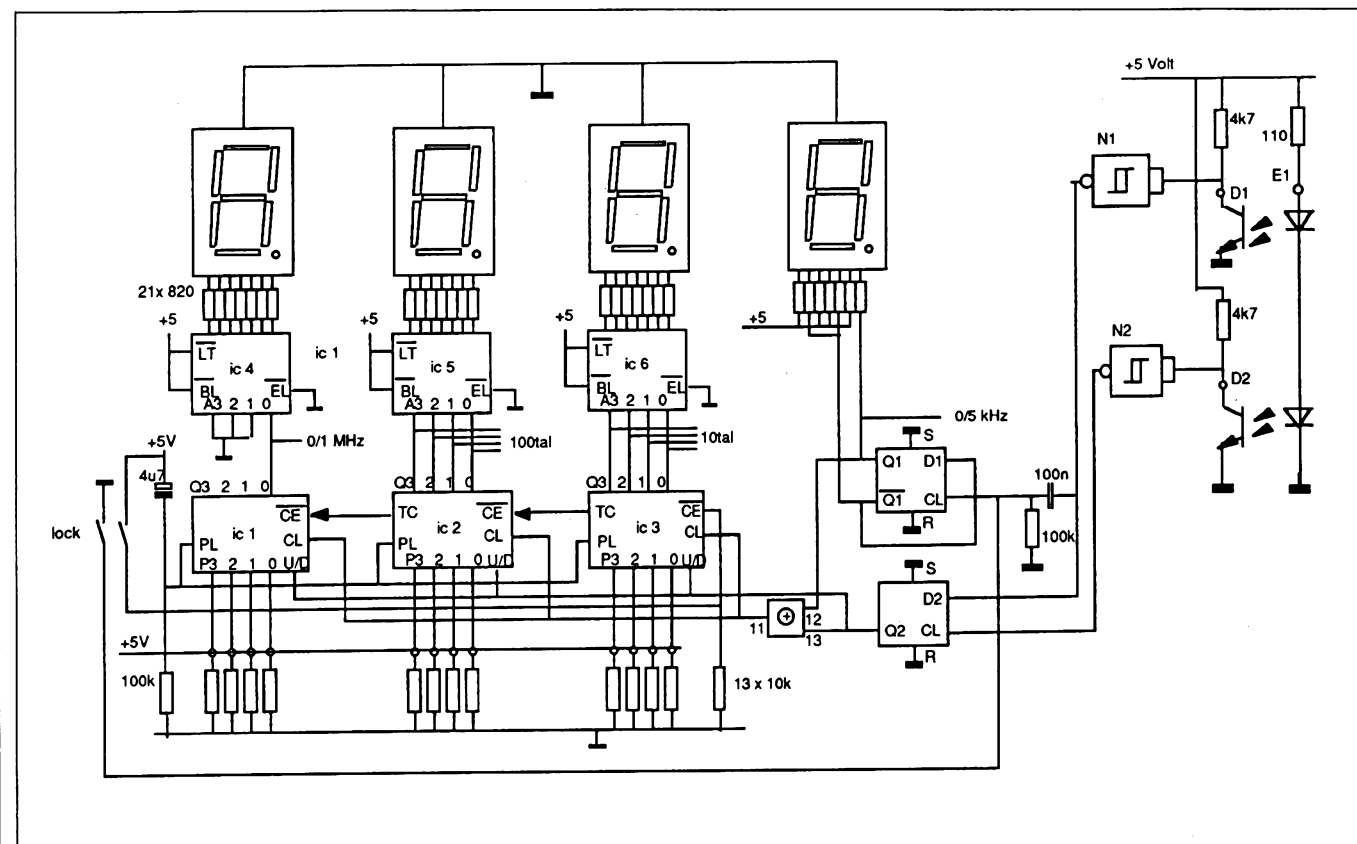 +5 Volt
4k7
110
N1
E1
D1
21x 820
+5
+5
+5
+5
4k7
LT
ic 4
ic 1
LT
ic 5
LT
ic 6
N2
BL
EL
BL
EL
BL
EL
D2
A3 2 1 0
A3 2 1 0
A3 2 1 0
0/5 kHz
+5V
0/1 MHz
100tal
10tal
S
4u7
Q3 2 1 0
Q3 2 1 0
Q3 2 1 0
Q1 D1
100n
CE
TC
CE
TC
CE
Q1 CL
lock
ic 1
ic 2
ic 3
R
100k
PL
CL
PL
CL
PL
CL
P3 2 1 0 U/D
P3 2 1 0 U/D
P3 2 1 0 U/D
S
D2
11
12
13
Q2 CL
+5V
R
100k
13 x 10k